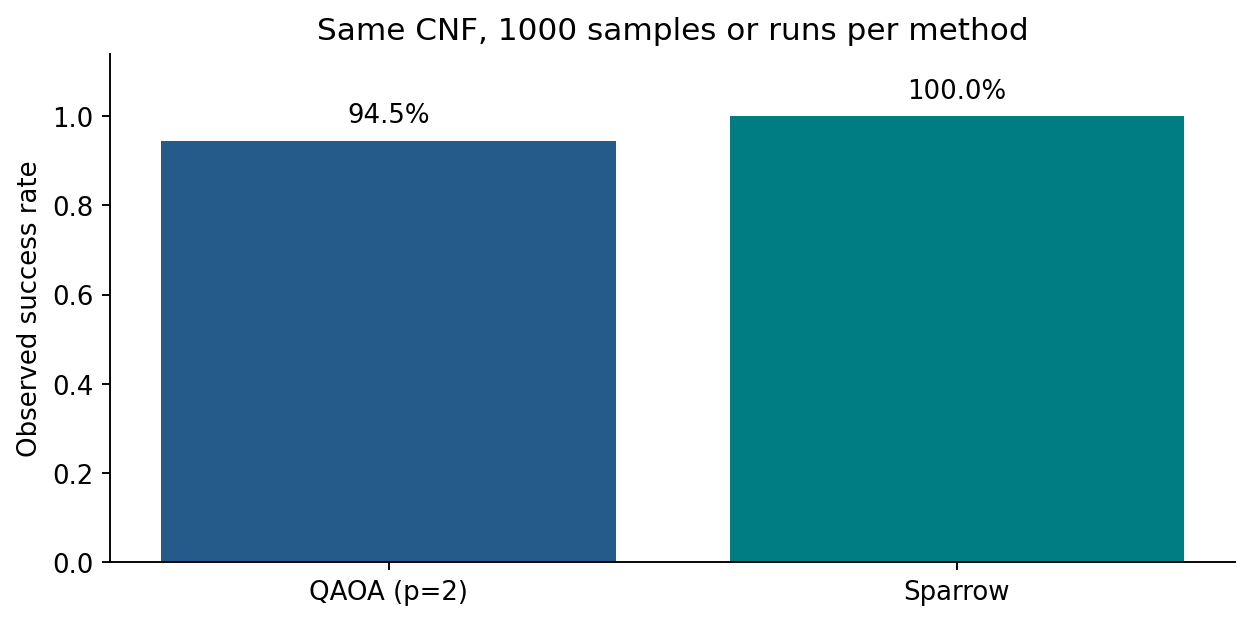 Same CNF, 1000 samples or runs per method
Observed success rate
1.0
0.8
0.6
0.4
0.2
0.0
94.5%
100.0%
QAOA (p=2)
Sparrow